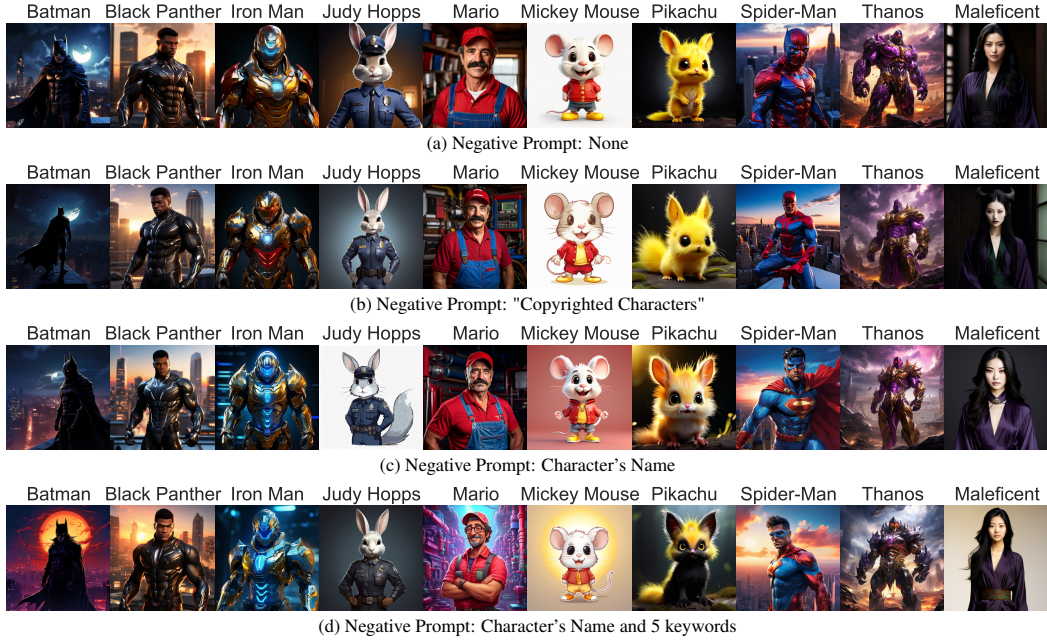 Batman Black Panther Iron Man Judy Hopps Mario Mickey Mouse Pikachu Spider-Man Thanos Maleficent
(a) Negative Prompt: None
Batman Black Panther Iron Man Judy Hopps Mario Mickey Mouse Pikachu Spider-Man Thanos Maleficent
(b) Negative Prompt: "Copyrighted Characters"
Batman Black Panther Iron Man Judy Hopps Mario Mickey Mouse Pikachu Spider-Man Thanos Maleficent
(c) Negative Prompt: Character's Name
Batman Black Panther Iron Man Judy Hopps Mario Mickey Mouse Pikachu Spider-Man Thanos Maleficent
(d) Negative Prompt: Character's Name and 5 keywords